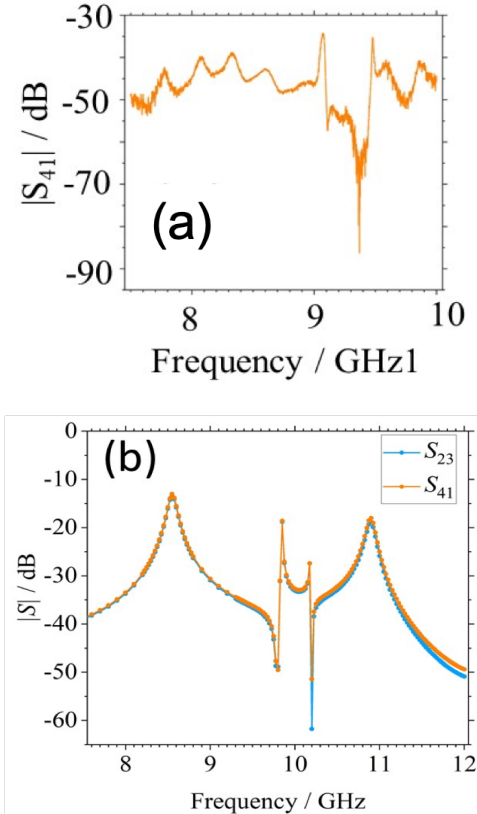 -30
-50
-70
-90
|S41| / dB
(a)
8 9 10
Frequency / GHz1
(b)
S23
S41
0
-10
-20
-30
-40
-50
-60
|S| / dB
8 9 10 11 12
Frequency / GHz